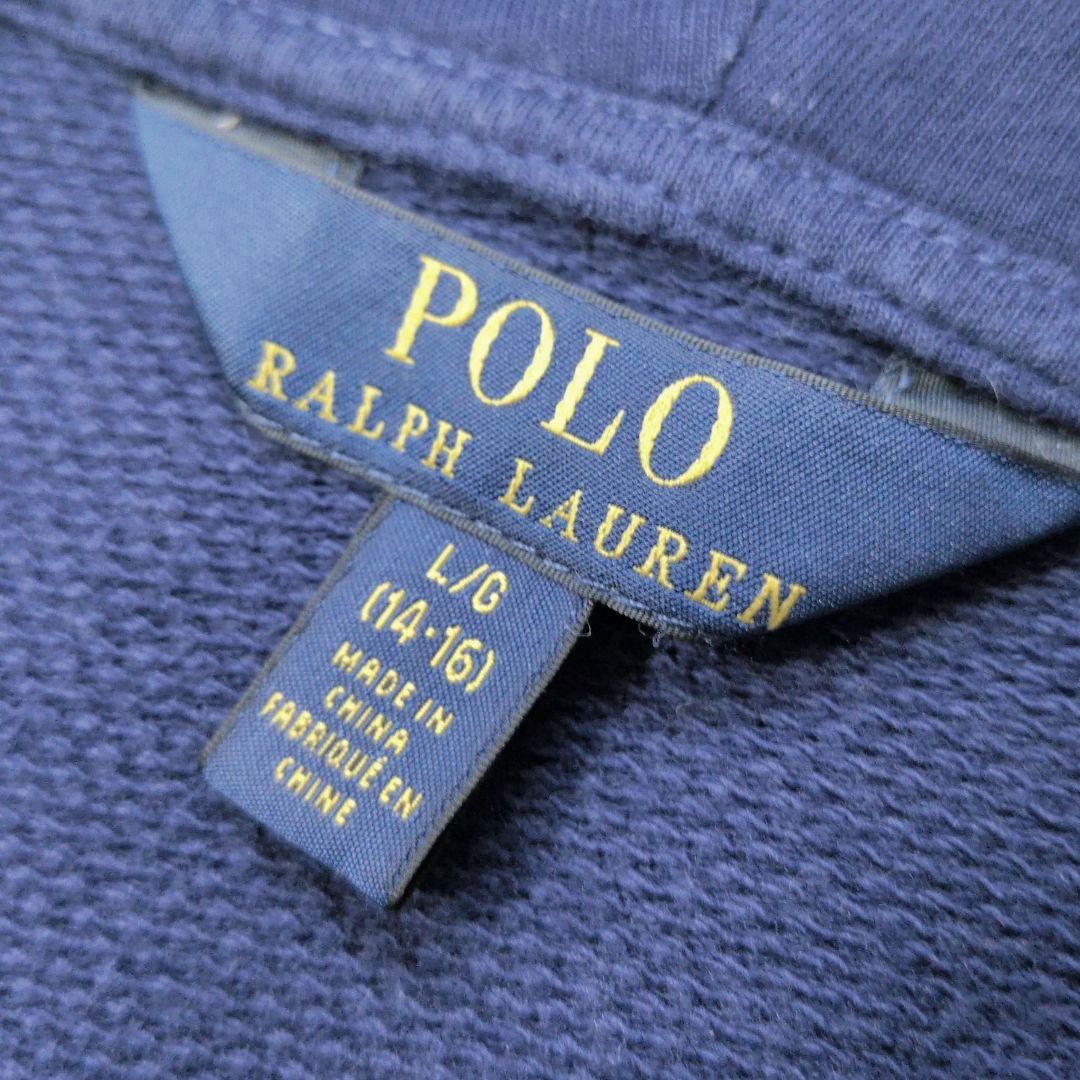 POLO
RALPH LAUREN
L/G
(14-16)
MADE IN
CHINA
FABRIQUÉ EN
CHINE